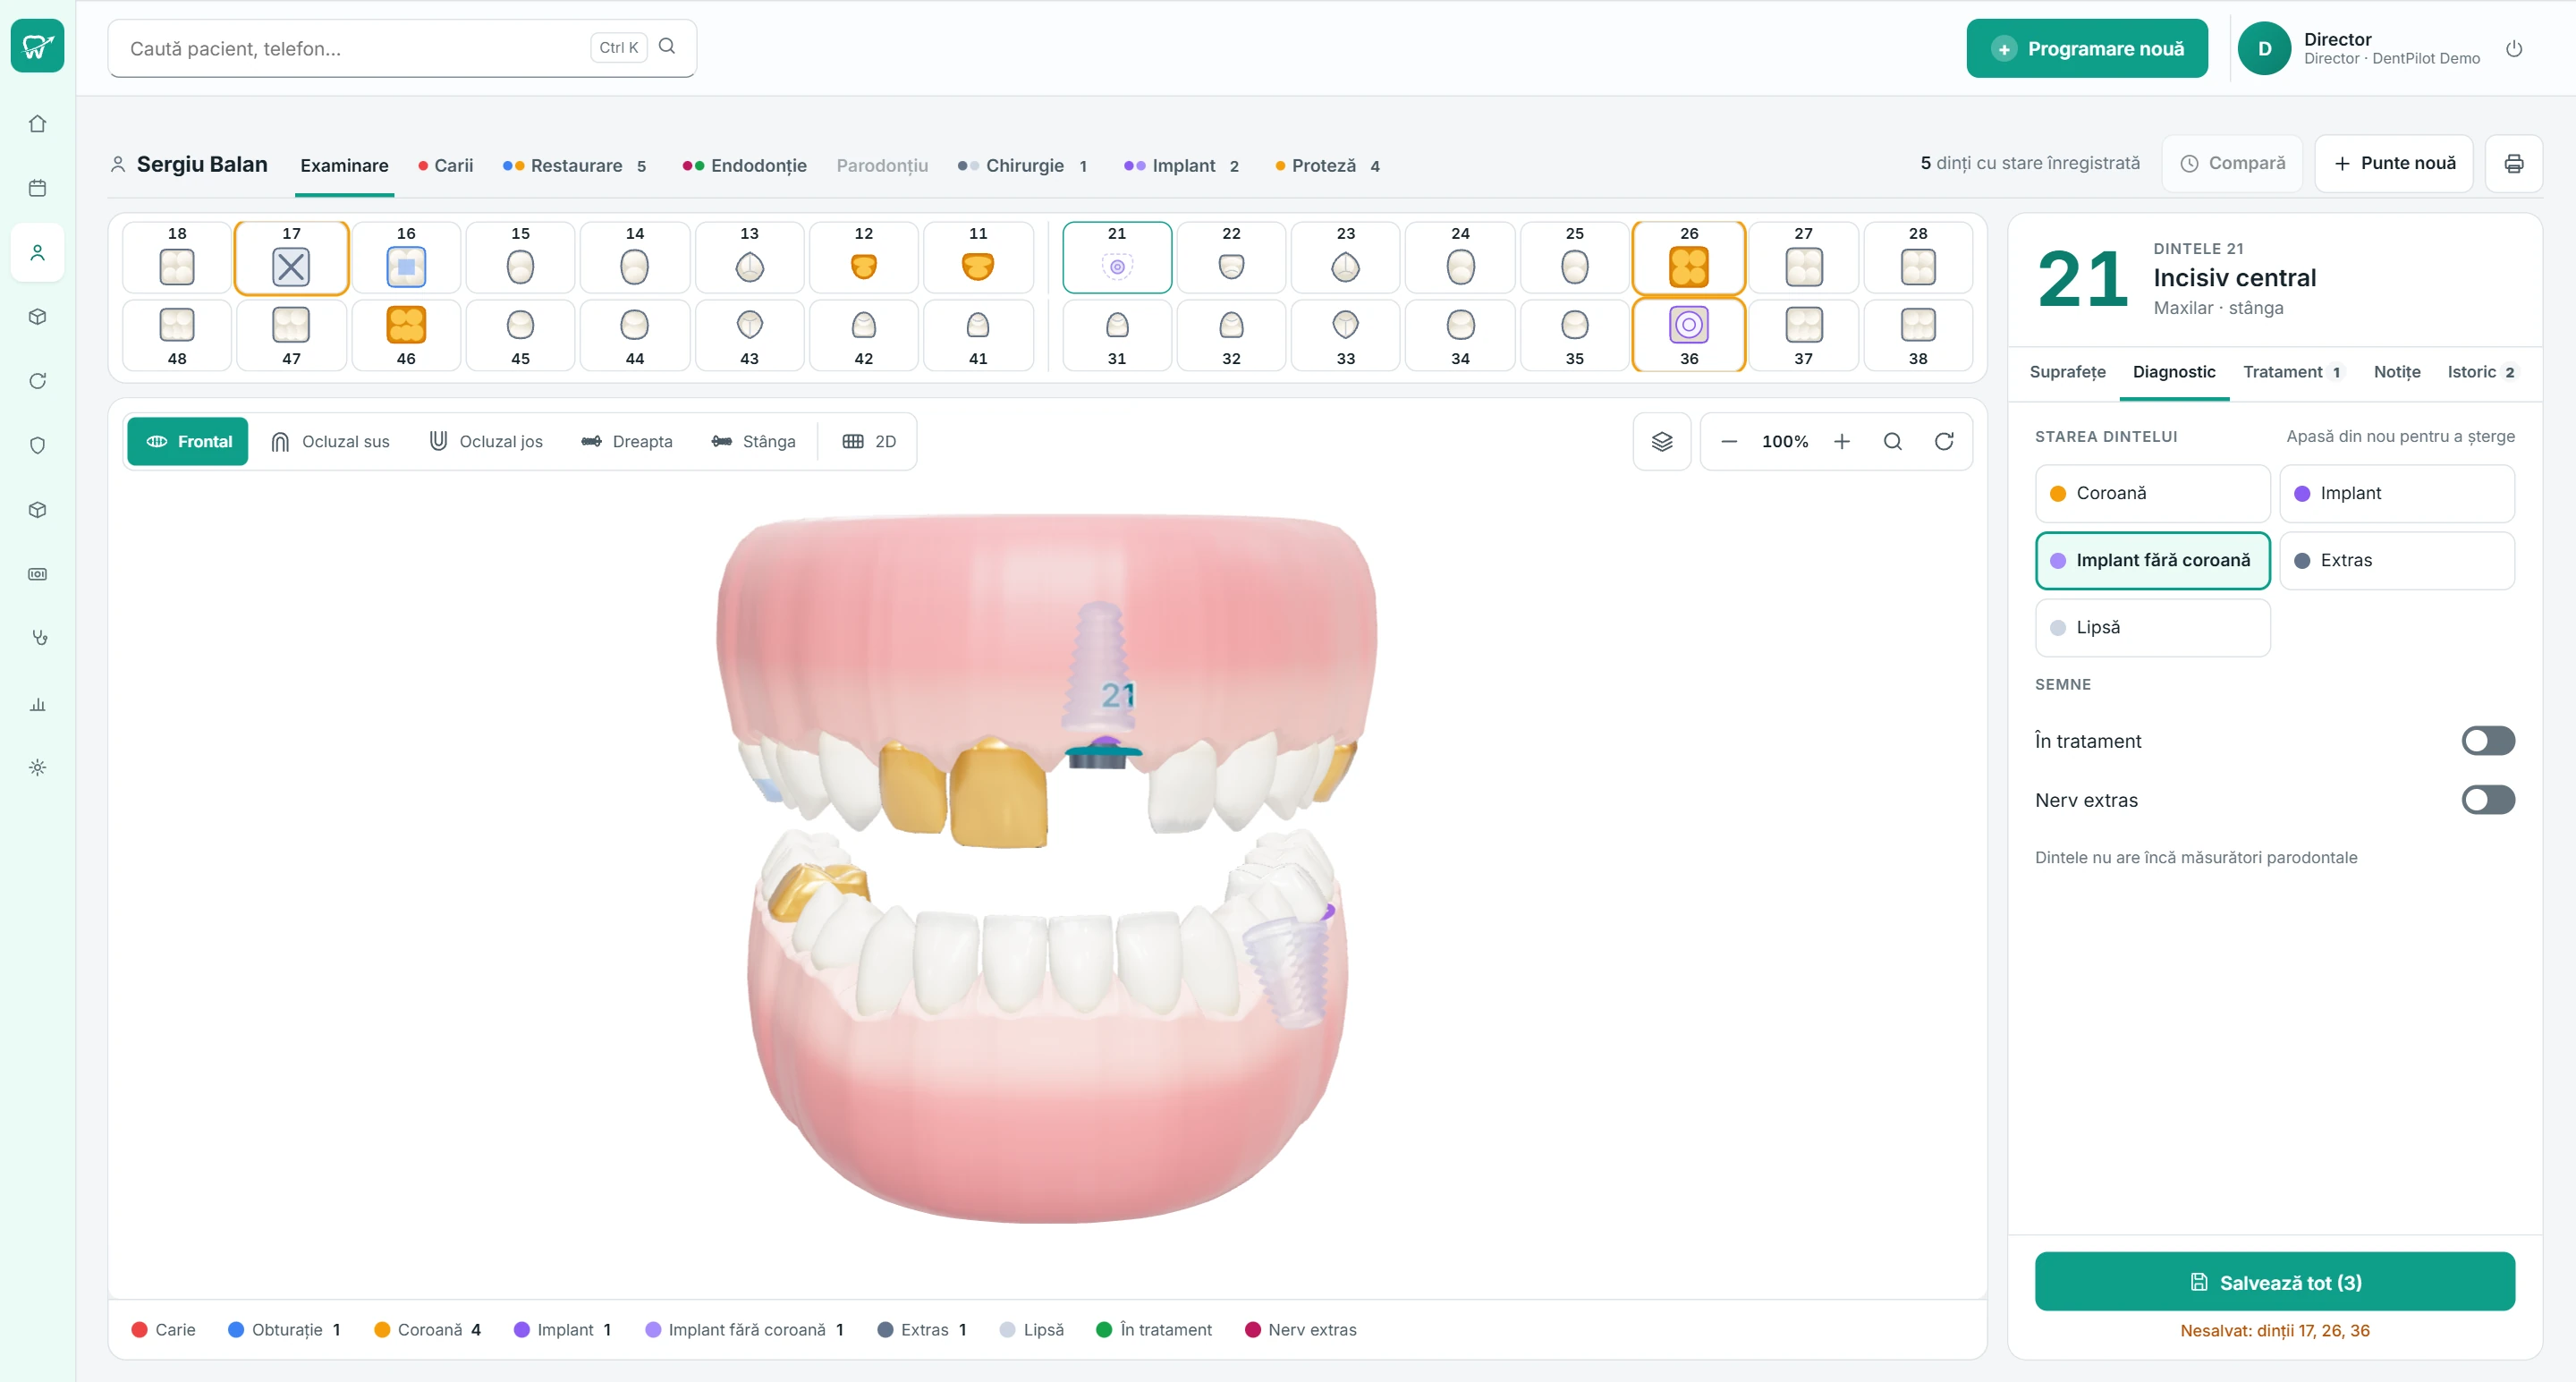 Caută pacient, telefon...
Ctrl K
Programare nouă
D
Director
Director · DentPilot Demo
Sergiu Balan
Examinare
Carii
Restaurare 5
Endodonție
Parodonțiu
Chirurgie 1
Implant 2
Proteză 4
5 dinți cu stare înregistrată
Compară
Punte nouă
18 17 16 15 14 13 12 11 21 22 23 24 25 26 27 28
48 47 46 45 44 43 42 41 31 32 33 34 35 36 37 38
Frontal
Ocluzal sus
Ocluzal jos
Dreapta
Stânga
2D
100%
21
Carie
Obturație 1
Coroană 4
Implant 1
Implant fără coroană 1
Extras 1
Lipsă
În tratament
Nerv extras
21
DINTELE 21
Incisiv central
Maxilar · stânga
Suprafețe
Diagnostic
Tratament 1
Notițe
Istoric 2
STAREA DINTELUI
Apasă din nou pentru a șterge
Coroană
Implant
Implant fără coroană
Extras
Lipsă
SEMNE
În tratament
Nerv extras
Dintele nu are încă măsurători parodontale
Salvează tot (3)
Nesalvat: dinții 17, 26, 36